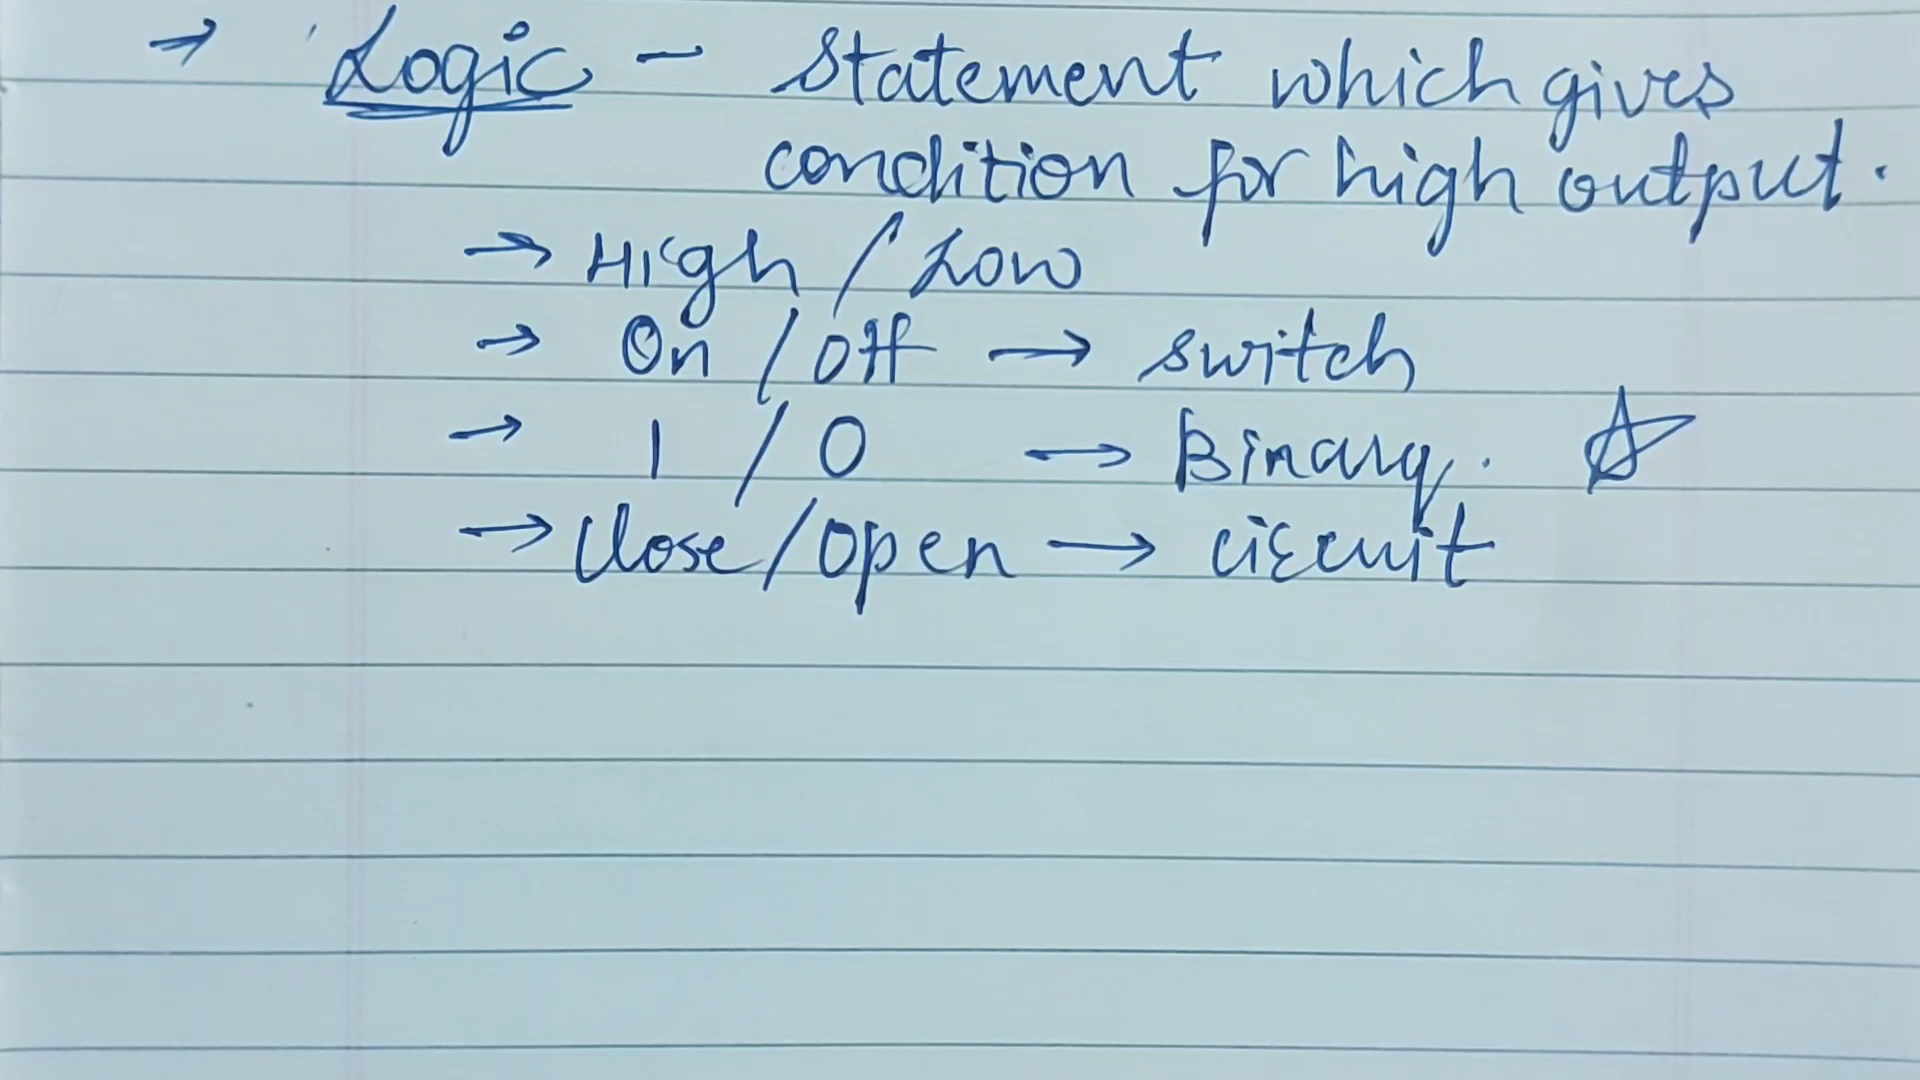 → Logic - Statement which gives
condition for high output.
→ High / Low
→ On / Off → switch
→ 1 / 0 → Binary. ☆
→ Close / Open → circuit